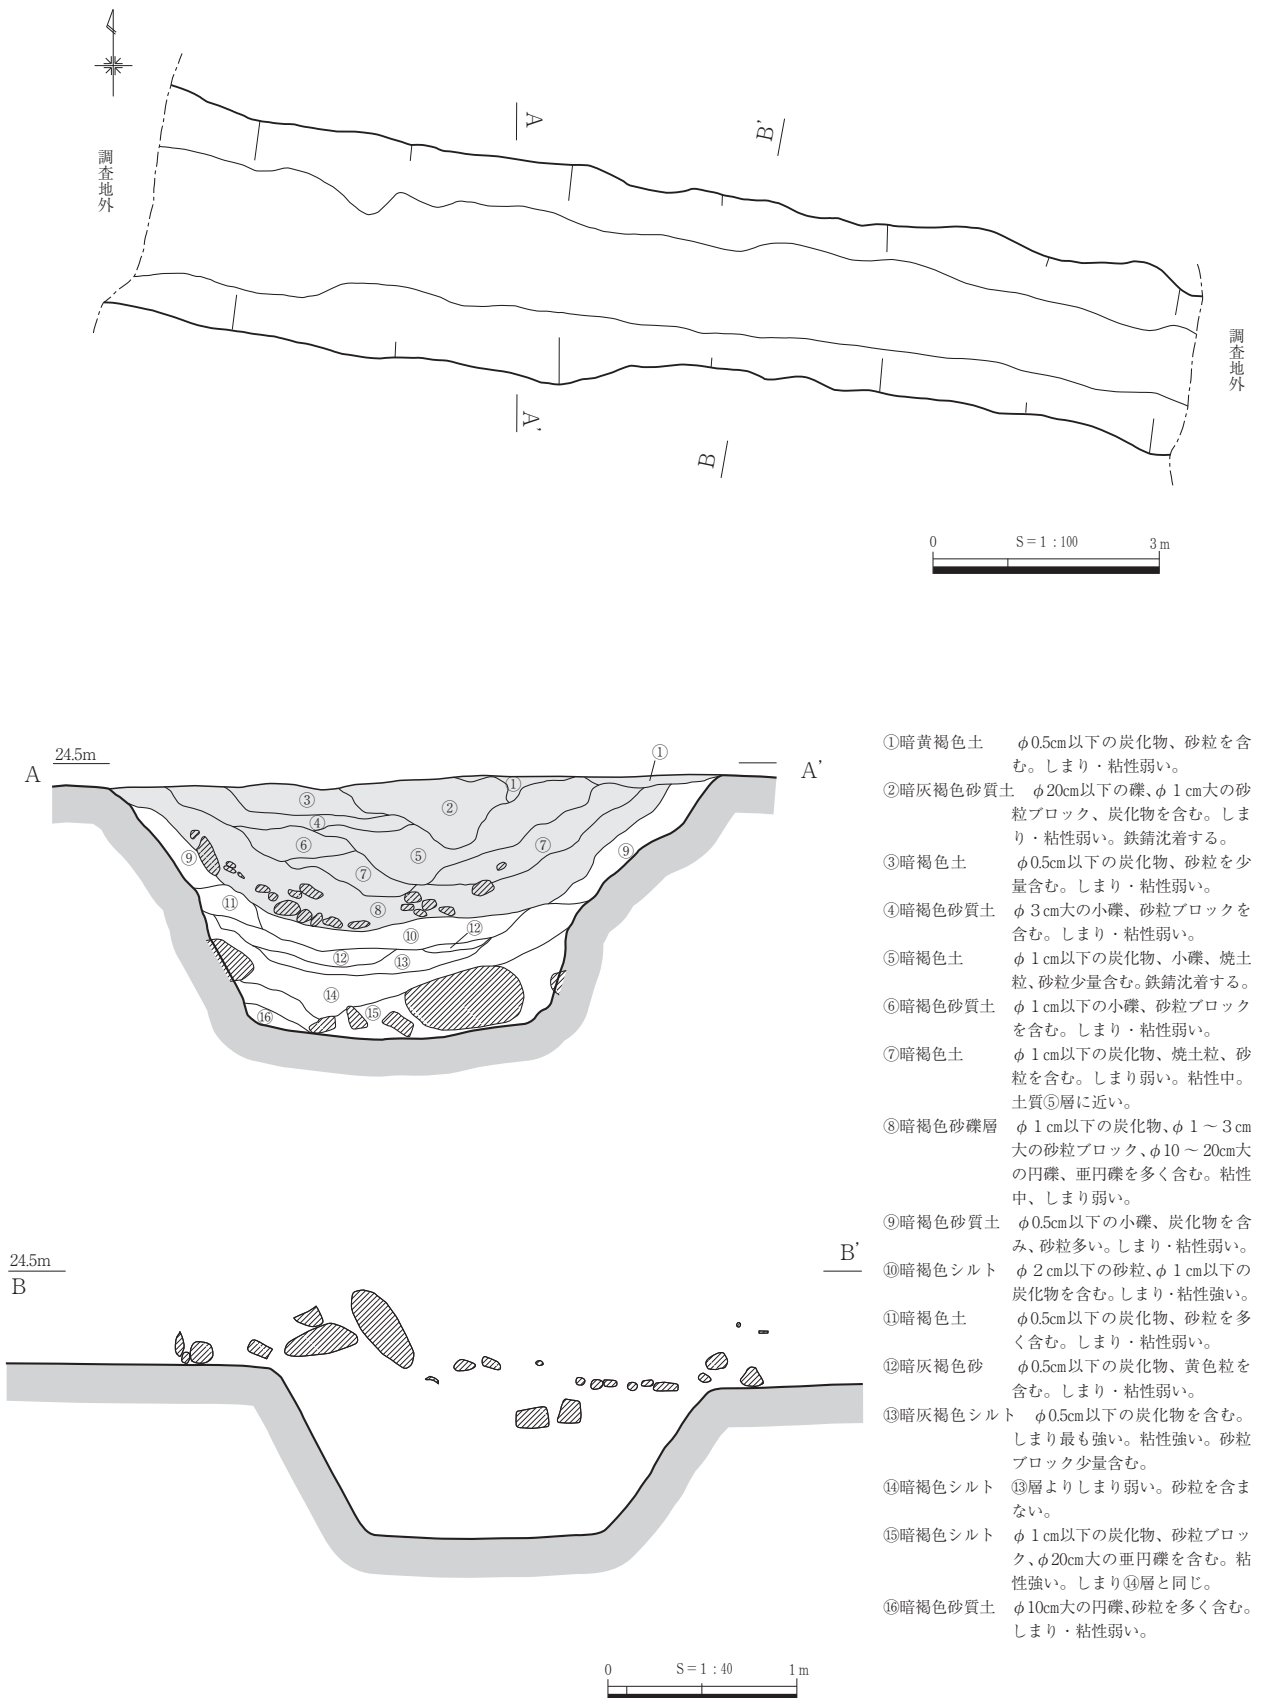 A
B'
調査地外
調査地外
A'
B
0 S＝1：100 3m
24.5m
A
A'
①
①
③
②
④
⑥
⑤
⑦
⑦
⑨
⑨
⑧
⑪
⑩
⑫
⑫
⑬
⑭
⑮
⑯
24.5m
B
B'
0 S＝1：40 1m
①暗黄褐色土 φ0.5cm以下の炭化物、砂粒を含
む。しまり・粘性弱い。
②暗灰褐色砂質土 φ20cm以下の礫、φ１cm大の砂
粒ブロック、炭化物を含む。しま
り・粘性弱い。鉄錆沈着する。
③暗褐色土 φ0.5cm以下の炭化物、砂粒を少
量含む。しまり・粘性弱い。
④暗褐色砂質土 φ３cm大の小礫、砂粒ブロックを
含む。しまり・粘性弱い。
⑤暗褐色土 φ１cm以下の炭化物、小礫、焼土
粒、砂粒少量含む。鉄錆沈着する。
⑥暗褐色砂質土 φ１cm以下の小礫、砂粒ブロック
を含む。しまり・粘性弱い。
⑦暗褐色土 φ１cm以下の炭化物、焼土粒、砂
粒を含む。しまり弱い。粘性中。
土質⑤層に近い。
⑧暗褐色砂礫層 φ１cm以下の炭化物、φ１～３cm
大の砂粒ブロック、φ10～20cm大
の円礫、亜円礫を多く含む。粘性
中、しまり弱い。
⑨暗褐色砂質土 φ0.5cm以下の小礫、炭化物を含
み、砂粒多い。しまり・粘性弱い。
⑩暗褐色シルト φ２cm以下の砂粒、φ１cm以下の
炭化物を含む。しまり・粘性強い。
⑪暗褐色土 φ0.5cm以下の炭化物、砂粒を多
く含む。しまり・粘性弱い。
⑫暗灰褐色砂 φ0.5cm以下の炭化物、黄色粒を
含む。しまり・粘性弱い。
⑬暗灰褐色シルト φ0.5cm以下の炭化物を含む。
しまり最も強い。粘性強い。砂粒
ブロック少量含む。
⑭暗褐色シルト ⑬層よりしまり弱い。砂粒を含ま
ない。
⑮暗褐色シルト φ１cm以下の炭化物、砂粒ブロッ
ク、φ20cm大の亜円礫を含む。粘
性強い。しまり⑭層と同じ。
⑯暗褐色砂質土 φ10cm大の円礫、砂粒を多く含む。
しまり・粘性弱い。